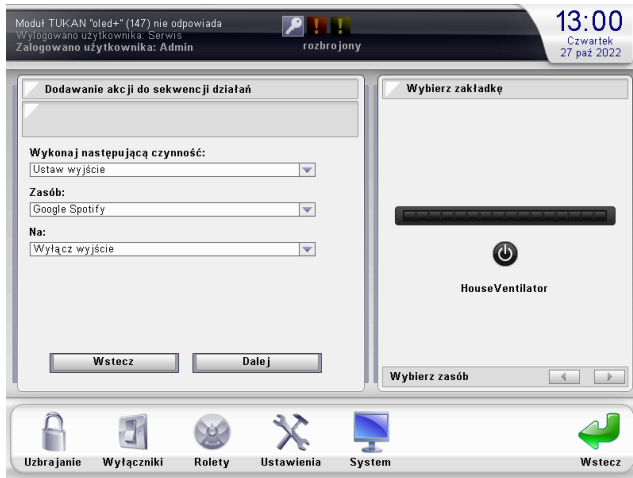 Moduł TUKAN "oled+" (147) nie odpowiada
Wylogowano użytkownika: Serwis
Zalogowano użytkownika: Admin
rozbrojony
13:00
Czwartek
27 paź 2022
Dodawanie akcji do sekwencji działań
Wykonaj następującą czynność:
Ustaw wyjście
Zasób:
Google Spotify
Na:
Wyłącz wyjście
Wstecz
Dalej
Wybierz zakładkę
HouseVentilator
Wybierz zasób
Uzbrajanie
Wyłączniki
Rolety
Ustawienia
System
Wstecz